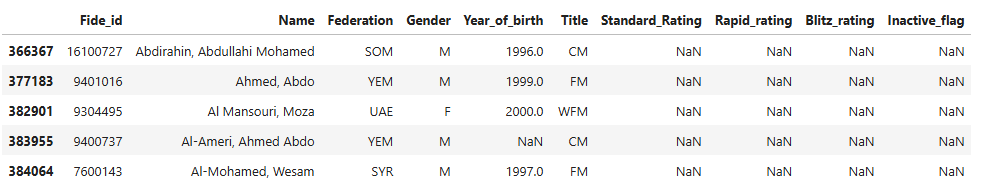 Fide_id Name Federation Gender Year_of_birth Title Standard_Rating Rapid_rating Blitz_rating Inactive_flag
366367 16100727 Abdirahin, Abdullahi Mohamed SOM M 1996.0 CM NaN NaN NaN NaN
377183 9401016 Ahmed, Abdo YEM M 1999.0 FM NaN NaN NaN NaN
382901 9304495 Al Mansouri, Moza UAE F 2000.0 WFM NaN NaN NaN NaN
383955 9400737 Al-Ameri, Ahmed Abdo YEM M NaN CM NaN NaN NaN NaN
384064 7600143 Al-Mohamed, Wesam SYR M 1997.0 FM NaN NaN NaN NaN